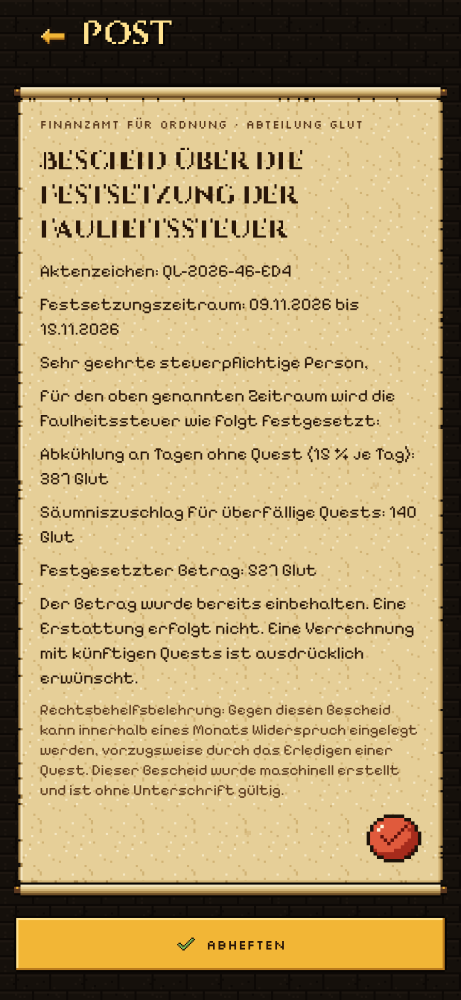 POST
FINANZAMT FÜR ORDNUNG · ABTEILUNG GLUT
BESCHEID ÜBER DIE
FESTSETZUNG DER
FAULHEITSSTEUER
Aktenzeichen: QL-2026-46-ED4
Festsetzungszeitraum: 09.11.2026 bis
15.11.2026
Sehr geehrte steuerpflichtige Person,
für den oben genannten Zeitraum wird die
Faulheitssteuer wie folgt festgesetzt:
Abkühlung an Tagen ohne Quest (15 % je Tag):
387 Glut
Säumniszuschlag für überfällige Quests: 140
Glut
Festgesetzter Betrag: 527 Glut
Der Betrag wurde bereits einbehalten. Eine
Erstattung erfolgt nicht. Eine Verrechnung
mit künftigen Quests ist ausdrücklich
erwünscht.
Rechtsbehelfsbelehrung: Gegen diesen Bescheid
kann innerhalb eines Monats Widerspruch eingelegt
werden, vorzugsweise durch das Erledigen einer
Quest. Dieser Bescheid wurde maschinell erstellt
und ist ohne Unterschrift gültig.
ABHEFTEN